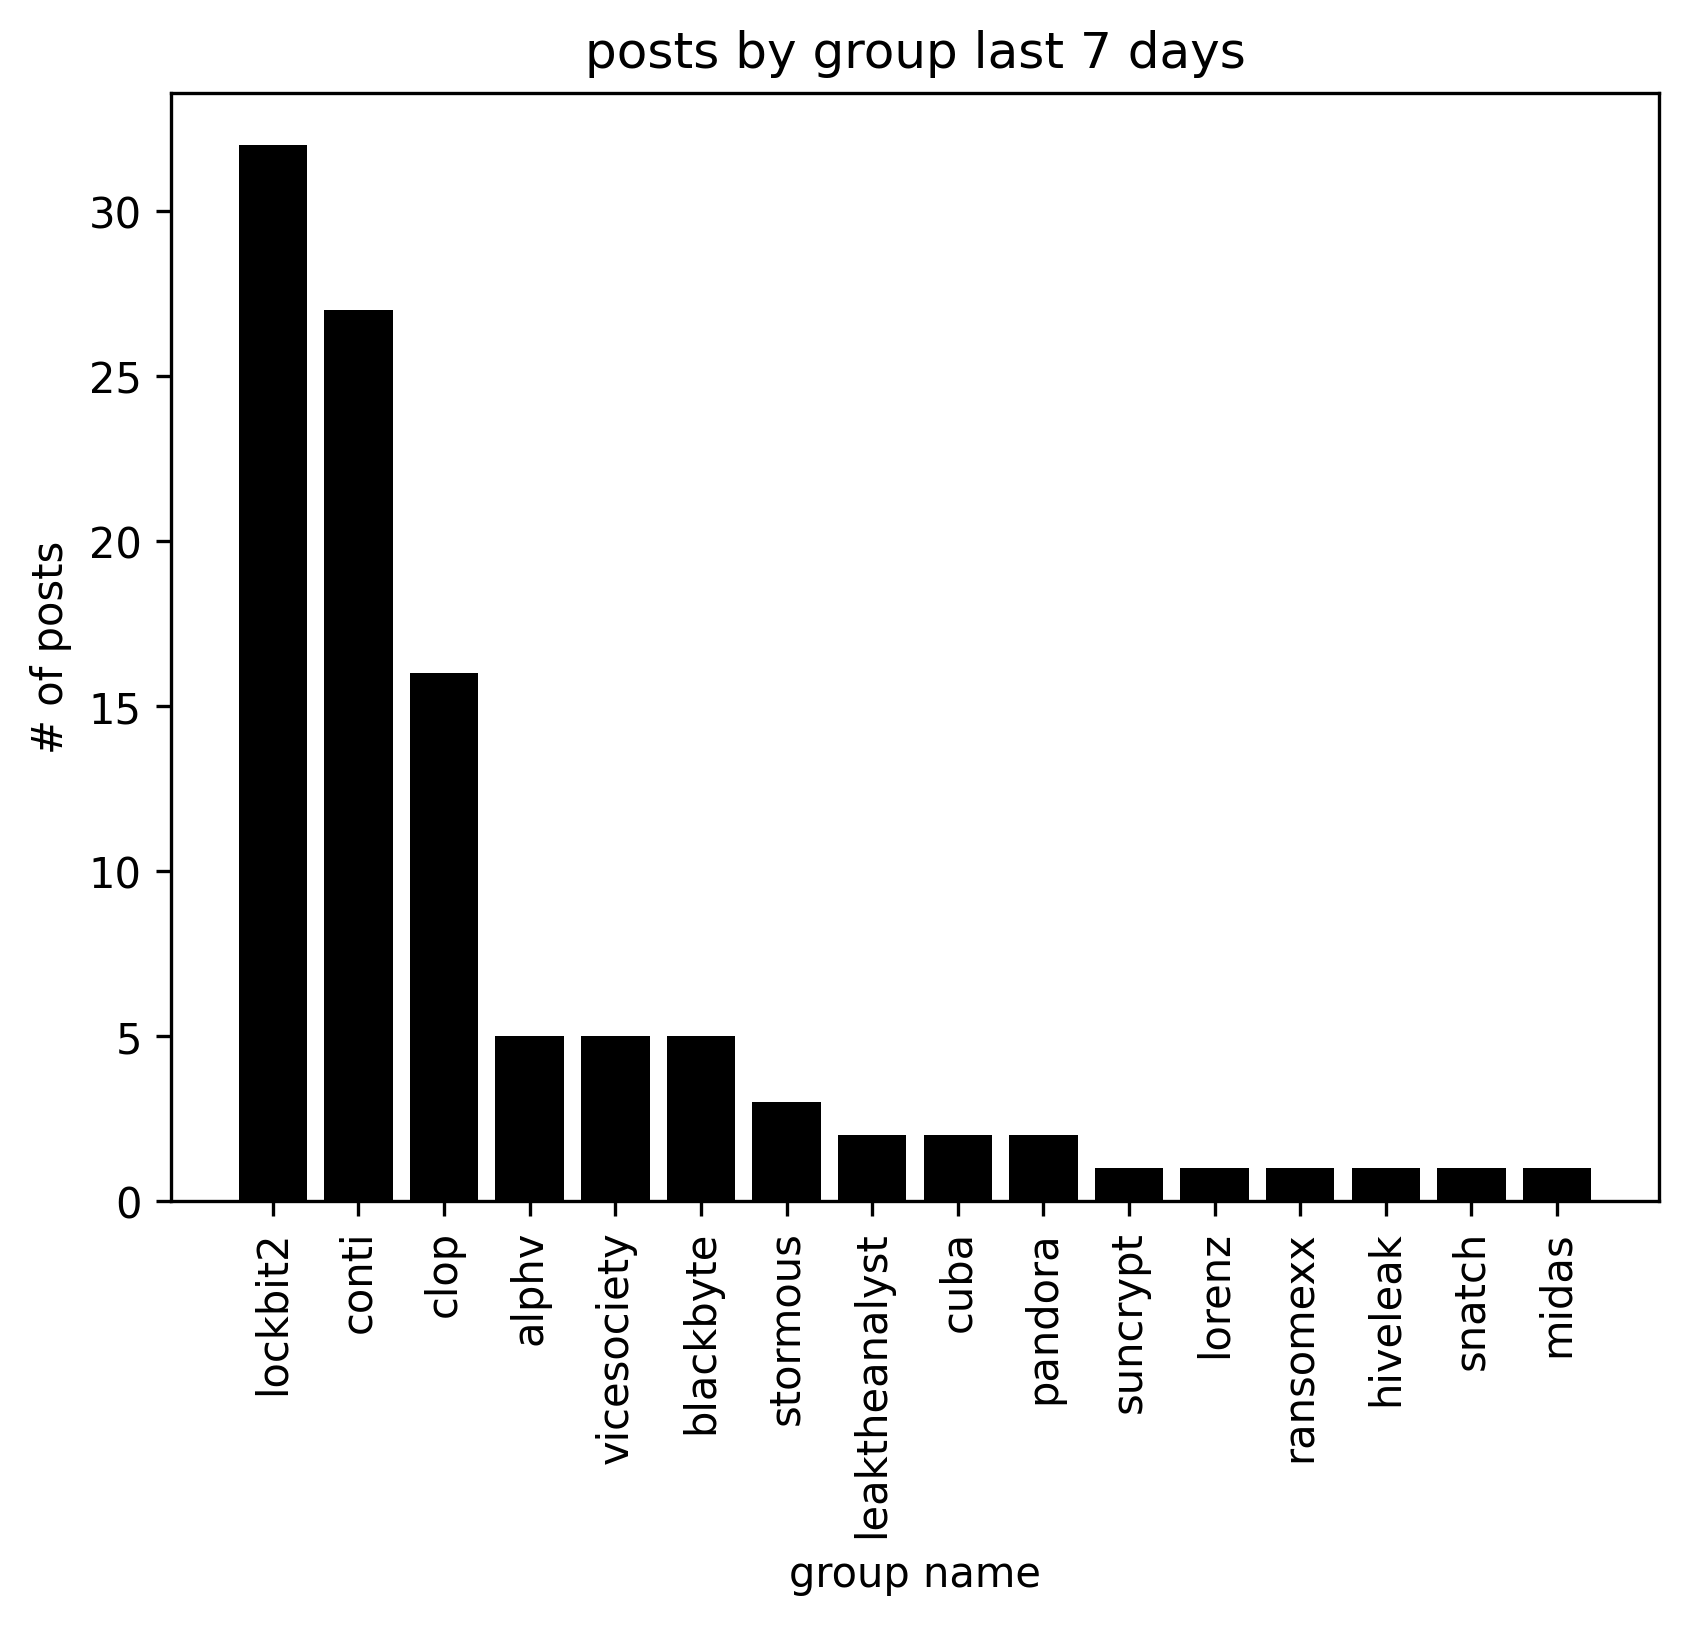 posts by group last 7 days
# of posts
30
25
20
15
10
5
0
lockbit2
conti
clop
alphv
vicesociety
blackbyte
stormous
leaktheanalyst
cuba
pandora
suncrypt
lorenz
ransomexx
hiveleak
snatch
midas
group name